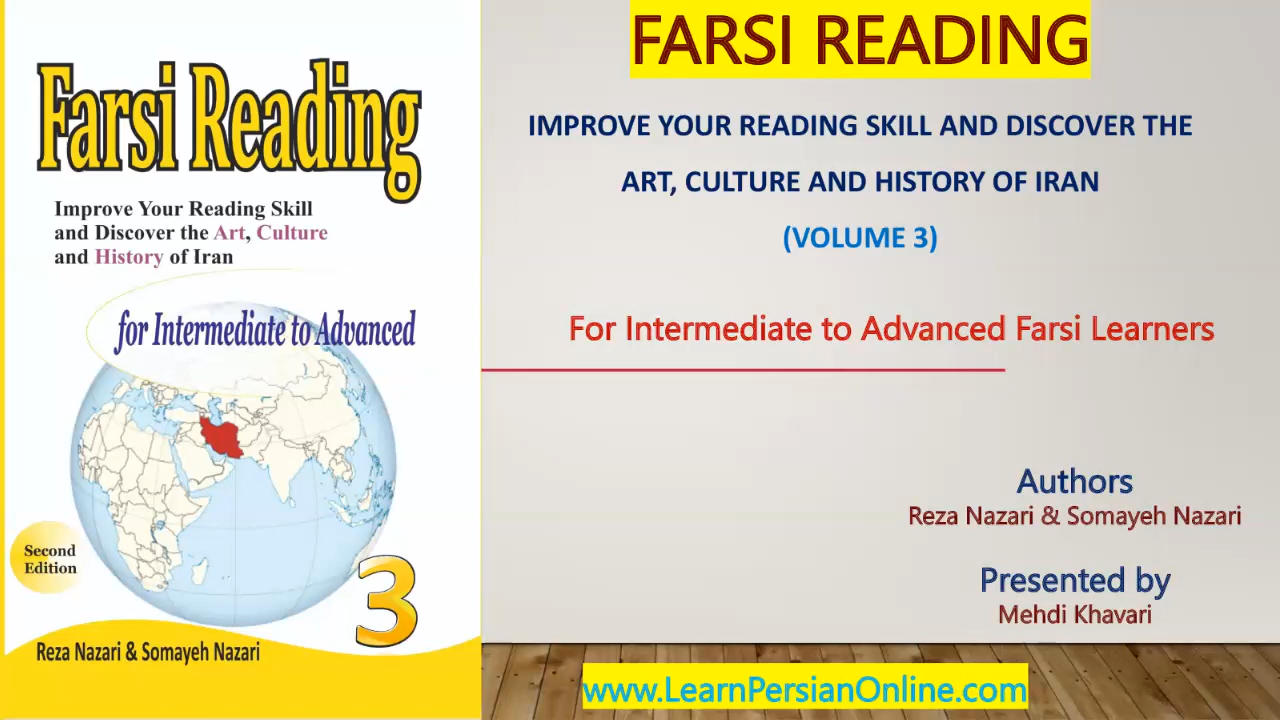 Farsi Reading
Improve Your Reading Skill
and Discover the Art, Culture
and History of Iran
for Intermediate to Advanced
Second
Edition
3
Reza Nazari & Somayeh Nazari
FARSI READING
IMPROVE YOUR READING SKILL AND DISCOVER THE
ART, CULTURE AND HISTORY OF IRAN
(VOLUME 3)
For Intermediate to Advanced Farsi Learners
Authors
Reza Nazari & Somayeh Nazari
Presented by
Mehdi Khavari
www.LearnPersianOnline.com